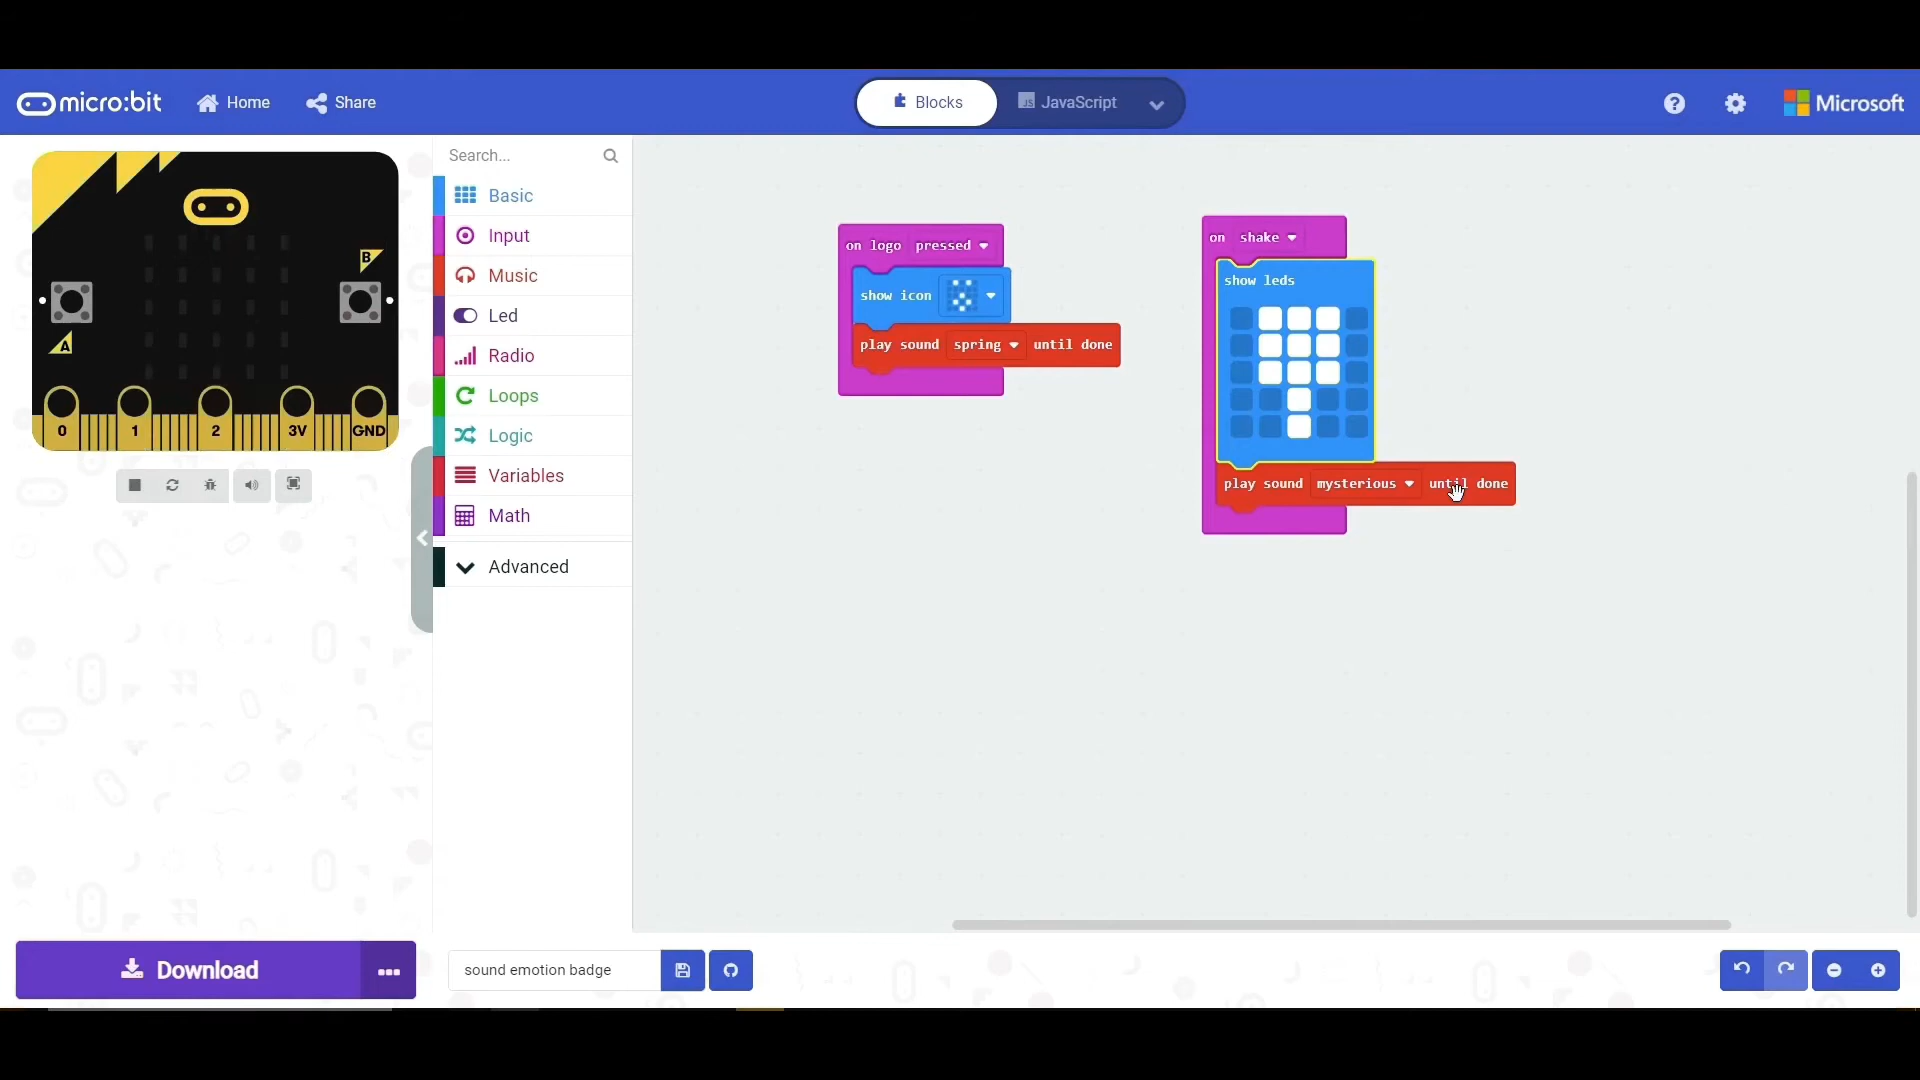 micro:bit
Home
Share
Blocks
JS JavaScript
?
Microsoft
Search...
Basic
Input
Music
Led
Radio
Loops
Logic
Variables
Math
Advanced
A
B
0 1 2 3V GND
on logo pressed
show icon
play sound spring until done
on shake
show leds
play sound mysterious until done
Download
sound emotion badge